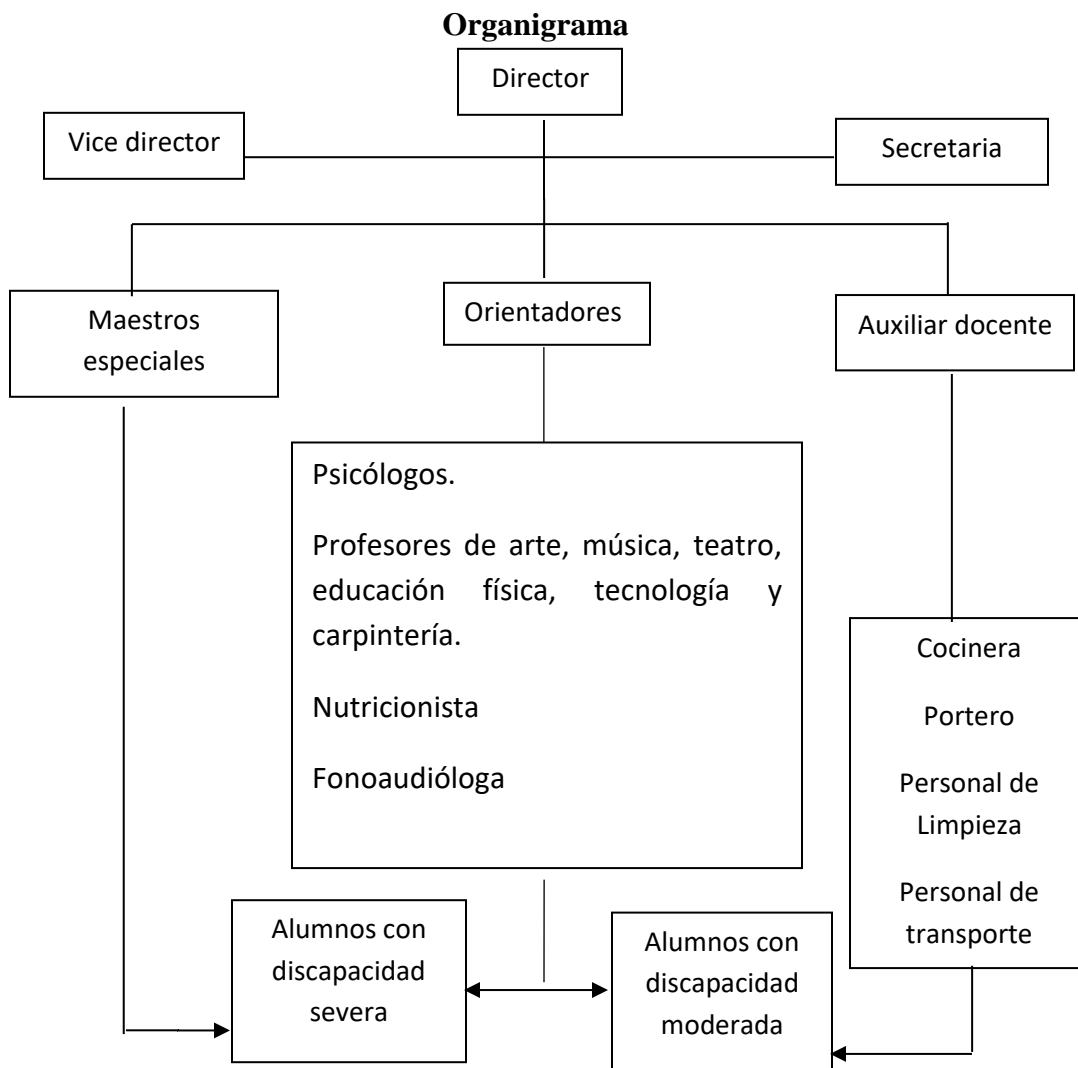 Organigrama
Director
Vice director
Secretaria
Maestros
especiales
Orientadores
Auxiliar docente
Psicólogos.
Profesores de arte, música, teatro,
educación física, tecnología y
carpintería.
Nutricionista
Fonoaudióloga
Cocinera
Portero
Personal de
Limpieza
Personal de
transporte
Alumnos con
discapacidad
severa
Alumnos con
discapacidad
moderada